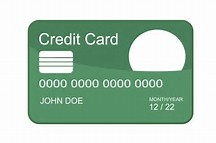 Credit Card
0000 0000 0000 0000
JOHN DOE
MONTH/YEAR
12 / 22